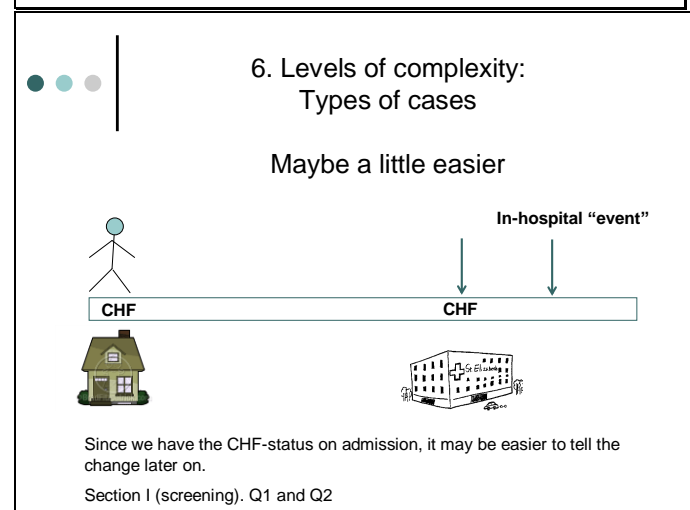 6. Levels of complexity:
Types of cases
Maybe a little easier
In-hospital “event”
CHF
CHF
St Elizabeth
Since we have the CHF-status on admission, it may be easier to tell the
change later on.
Section I (screening). Q1 and Q2